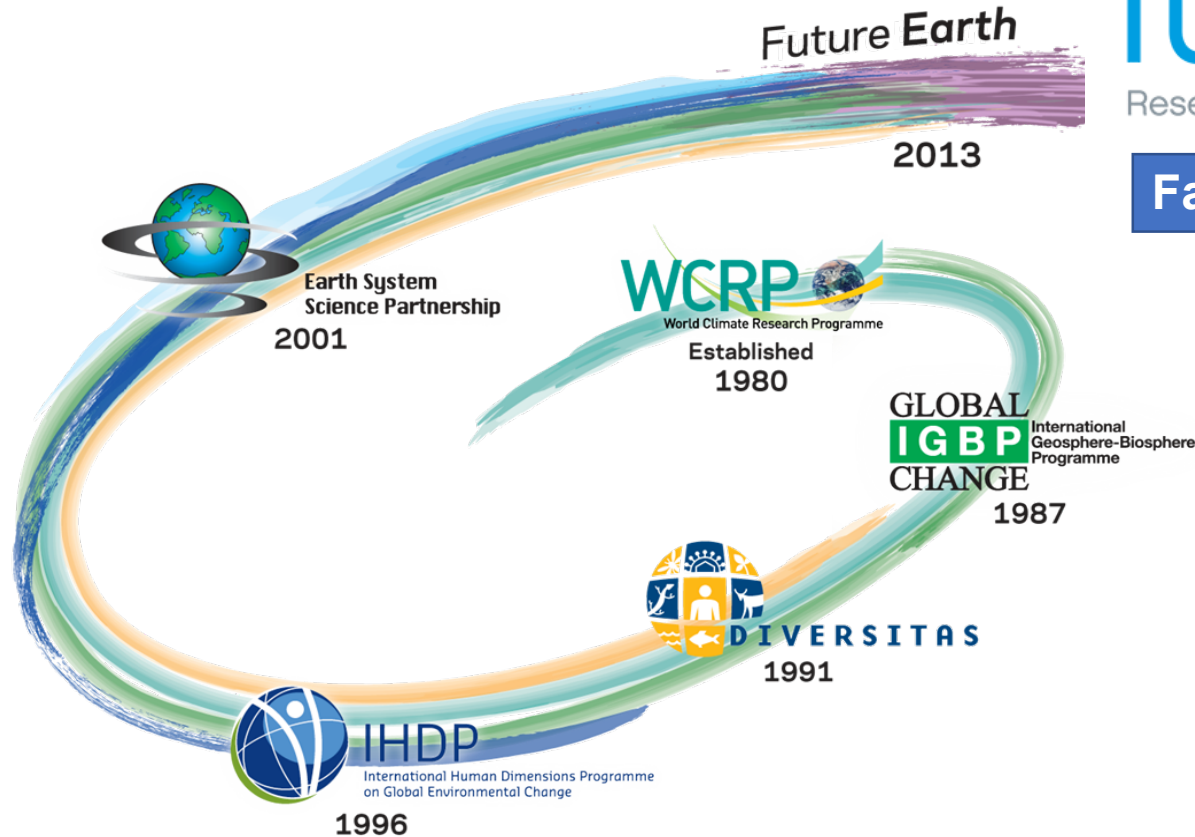 Future Earth
2013
Earth System
Science Partnership
2001
WCRP
World Climate Research Programme
Established
1980
GLOBAL
IGBP
CHANGE
International
Geosphere-Biosphere
Programme
1987
DIVERSITAS
1991
IHDP
International Human Dimensions Programme
on Global Environmental Change
1996